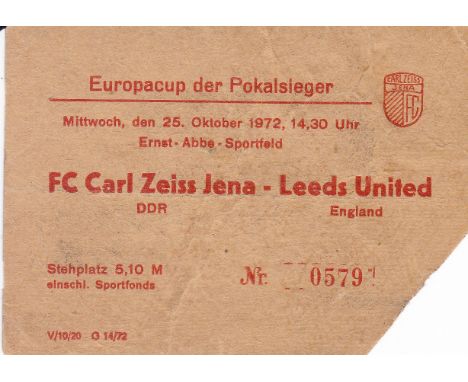 Europacup der Pokalsieger
CARL ZEISS
JENA
FC
Mittwoch, den 25. Oktober 1972, 14,30 Uhr
Ernst-Abbe-Sportfeld
FC Carl Zeiss Jena - Leeds United
DDR England
Stehplatz 5,10 M
einschl. Sportfonds
Nr. 0579
V/10/20 G 14/72